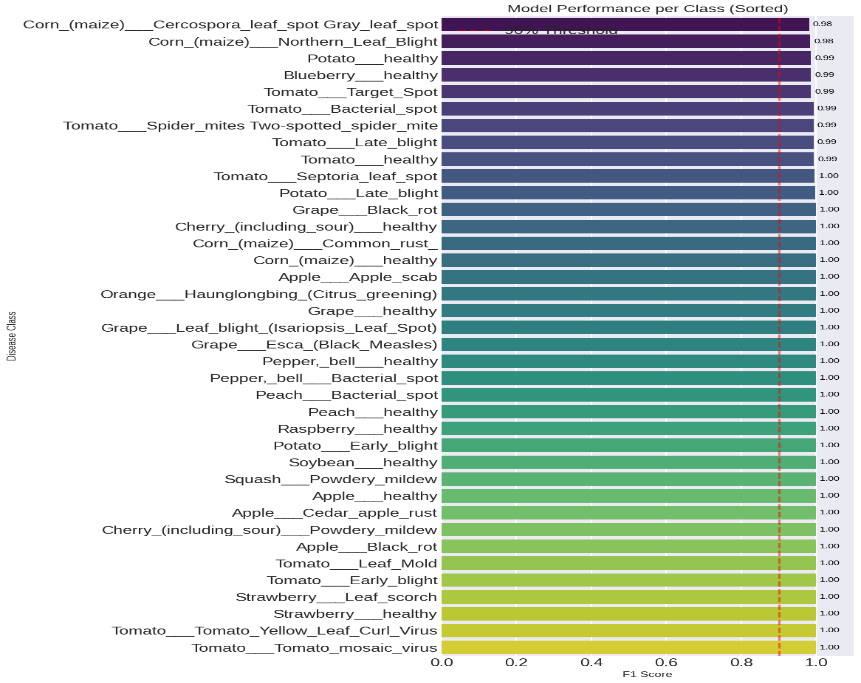 Model Performance per Class (Sorted)
90% Threshold
Disease Class
Corn_(maize)___Cercospora_leaf_spot Gray_leaf_spot 0.98
Corn_(maize)___Northern_Leaf_Blight 0.98
Potato___healthy 0.99
Blueberry___healthy 0.99
Tomato___Target_Spot 0.99
Tomato___Bacterial_spot 0.99
Tomato___Spider_mites Two-spotted_spider_mite 0.99
Tomato___Late_blight 0.99
Tomato___healthy 0.99
Tomato___Septoria_leaf_spot 1.00
Potato___Late_blight 1.00
Grape___Black_rot 1.00
Cherry_(including_sour)___healthy 1.00
Corn_(maize)___Common_rust_ 1.00
Corn_(maize)___healthy 1.00
Apple___Apple_scab 1.00
Orange___Haunglongbing_(Citrus_greening) 1.00
Grape___healthy 1.00
Grape___Leaf_blight_(Isariopsis_Leaf_Spot) 1.00
Grape___Esca_(Black_Measles) 1.00
Pepper,_bell___healthy 1.00
Pepper,_bell___Bacterial_spot 1.00
Peach___Bacterial_spot 1.00
Peach___healthy 1.00
Raspberry___healthy 1.00
Potato___Early_blight 1.00
Soybean___healthy 1.00
Squash___Powdery_mildew 1.00
Apple___healthy 1.00
Apple___Cedar_apple_rust 1.00
Cherry_(including_sour)___Powdery_mildew 1.00
Apple___Black_rot 1.00
Tomato___Leaf_Mold 1.00
Tomato___Early_blight 1.00
Strawberry___Leaf_scorch 1.00
Strawberry___healthy 1.00
Tomato___Tomato_Yellow_Leaf_Curl_Virus 1.00
Tomato___Tomato_mosaic_virus 1.00
0.0 0.2 0.4 0.6 0.8 1.0
F1 Score